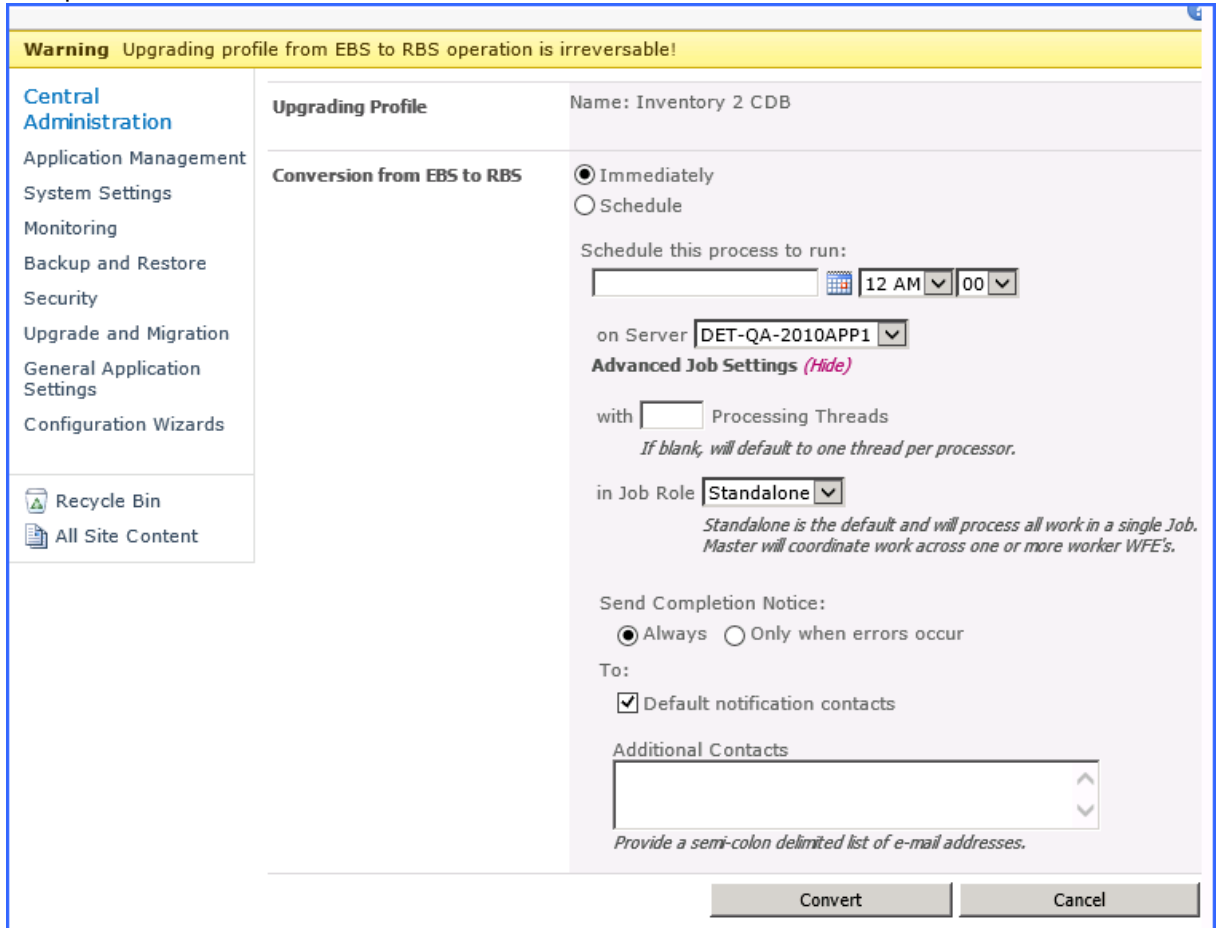 Warning Upgrading profile from EBS to RBS operation is irreversable!
Central
Administration
Application Management
System Settings
Monitoring
Backup and Restore
Security
Upgrade and Migration
General Application
Settings
Configuration Wizards
Recycle Bin
All Site Content
Upgrading Profile
Name: Inventory 2 CDB
Conversion from EBS to RBS
Immediately
Schedule
Schedule this process to run:
12 AM 00
on Server DET-QA-2010APP1
Advanced Job Settings (Hide)
with Processing Threads
If blank, will default to one thread per processor.
in Job Role Standalone
Standalone is the default and will process all work in a single Job.
Master will coordinate work across one or more worker WFE's.
Send Completion Notice:
Always Only when errors occur
To:
Default notification contacts
Additional Contacts
Provide a semi-colon delimited list of e-mail addresses.
Convert Cancel